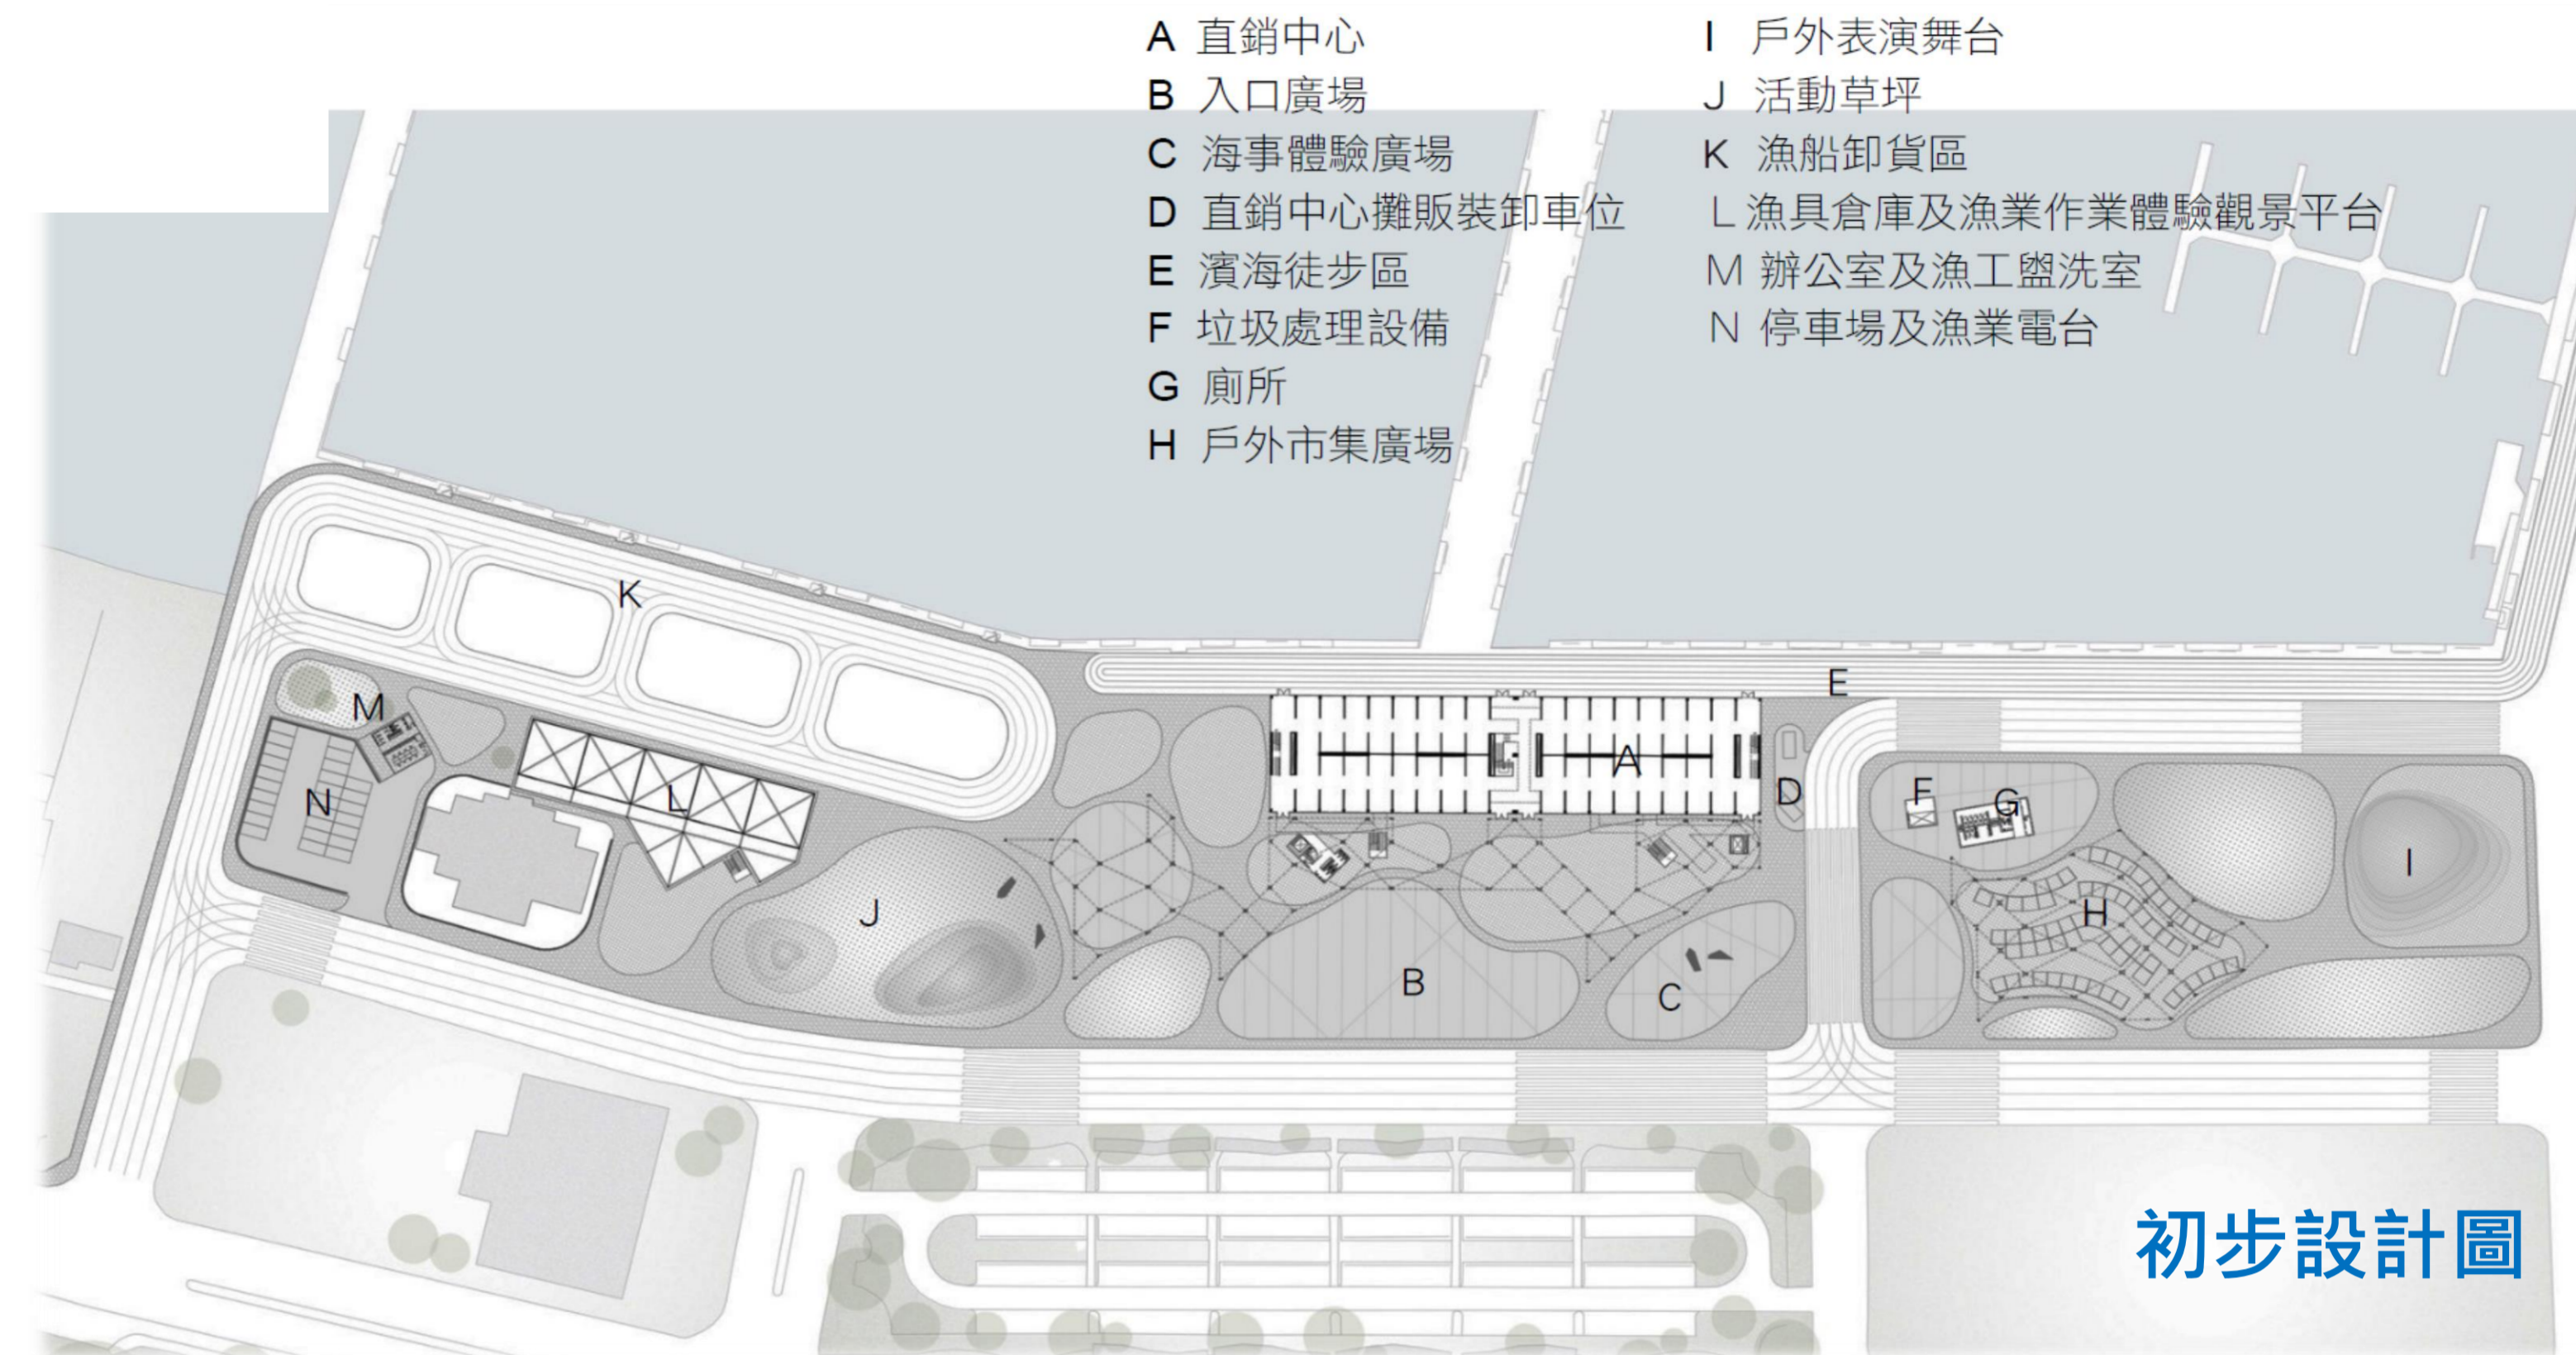 A 直銷中心
B 入口廣場
C 海事體驗廣場
D 直銷中心攤販裝卸車位
E 濱海徒步區
F 垃圾處理設備
G 廁所
H 戶外市集廣場
I 戶外表演舞台
J 活動草坪
K 漁船卸貨區
L 漁具倉庫及漁業作業體驗觀景平台
M 辦公室及漁工盥洗室
N 停車場及漁業電台
K
E
M
A
N
L
D
F
G
I
J
H
B
C
初步設計圖